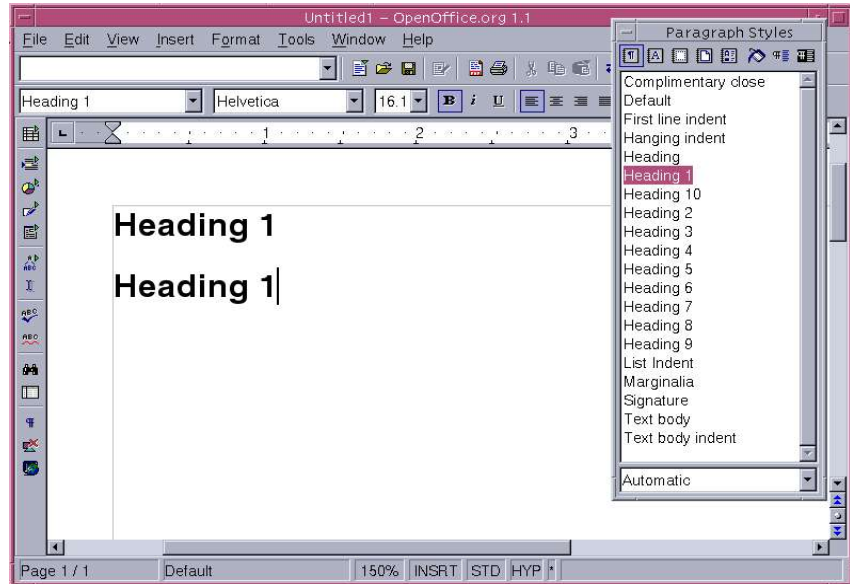 Untitled1 – OpenOffice.org 1.1
File Edit View Insert Format Tools Window Help
Heading 1 Helvetica 16.1 B i U
1 2 3
Heading 1
Heading 1
Paragraph Styles
Complimentary close
Default
First line indent
Hanging indent
Heading
Heading 1
Heading 10
Heading 2
Heading 3
Heading 4
Heading 5
Heading 6
Heading 7
Heading 8
Heading 9
List Indent
Marginalia
Signature
Text body
Text body indent
Automatic
Page 1 / 1 Default 150% INSRT STD HYP *